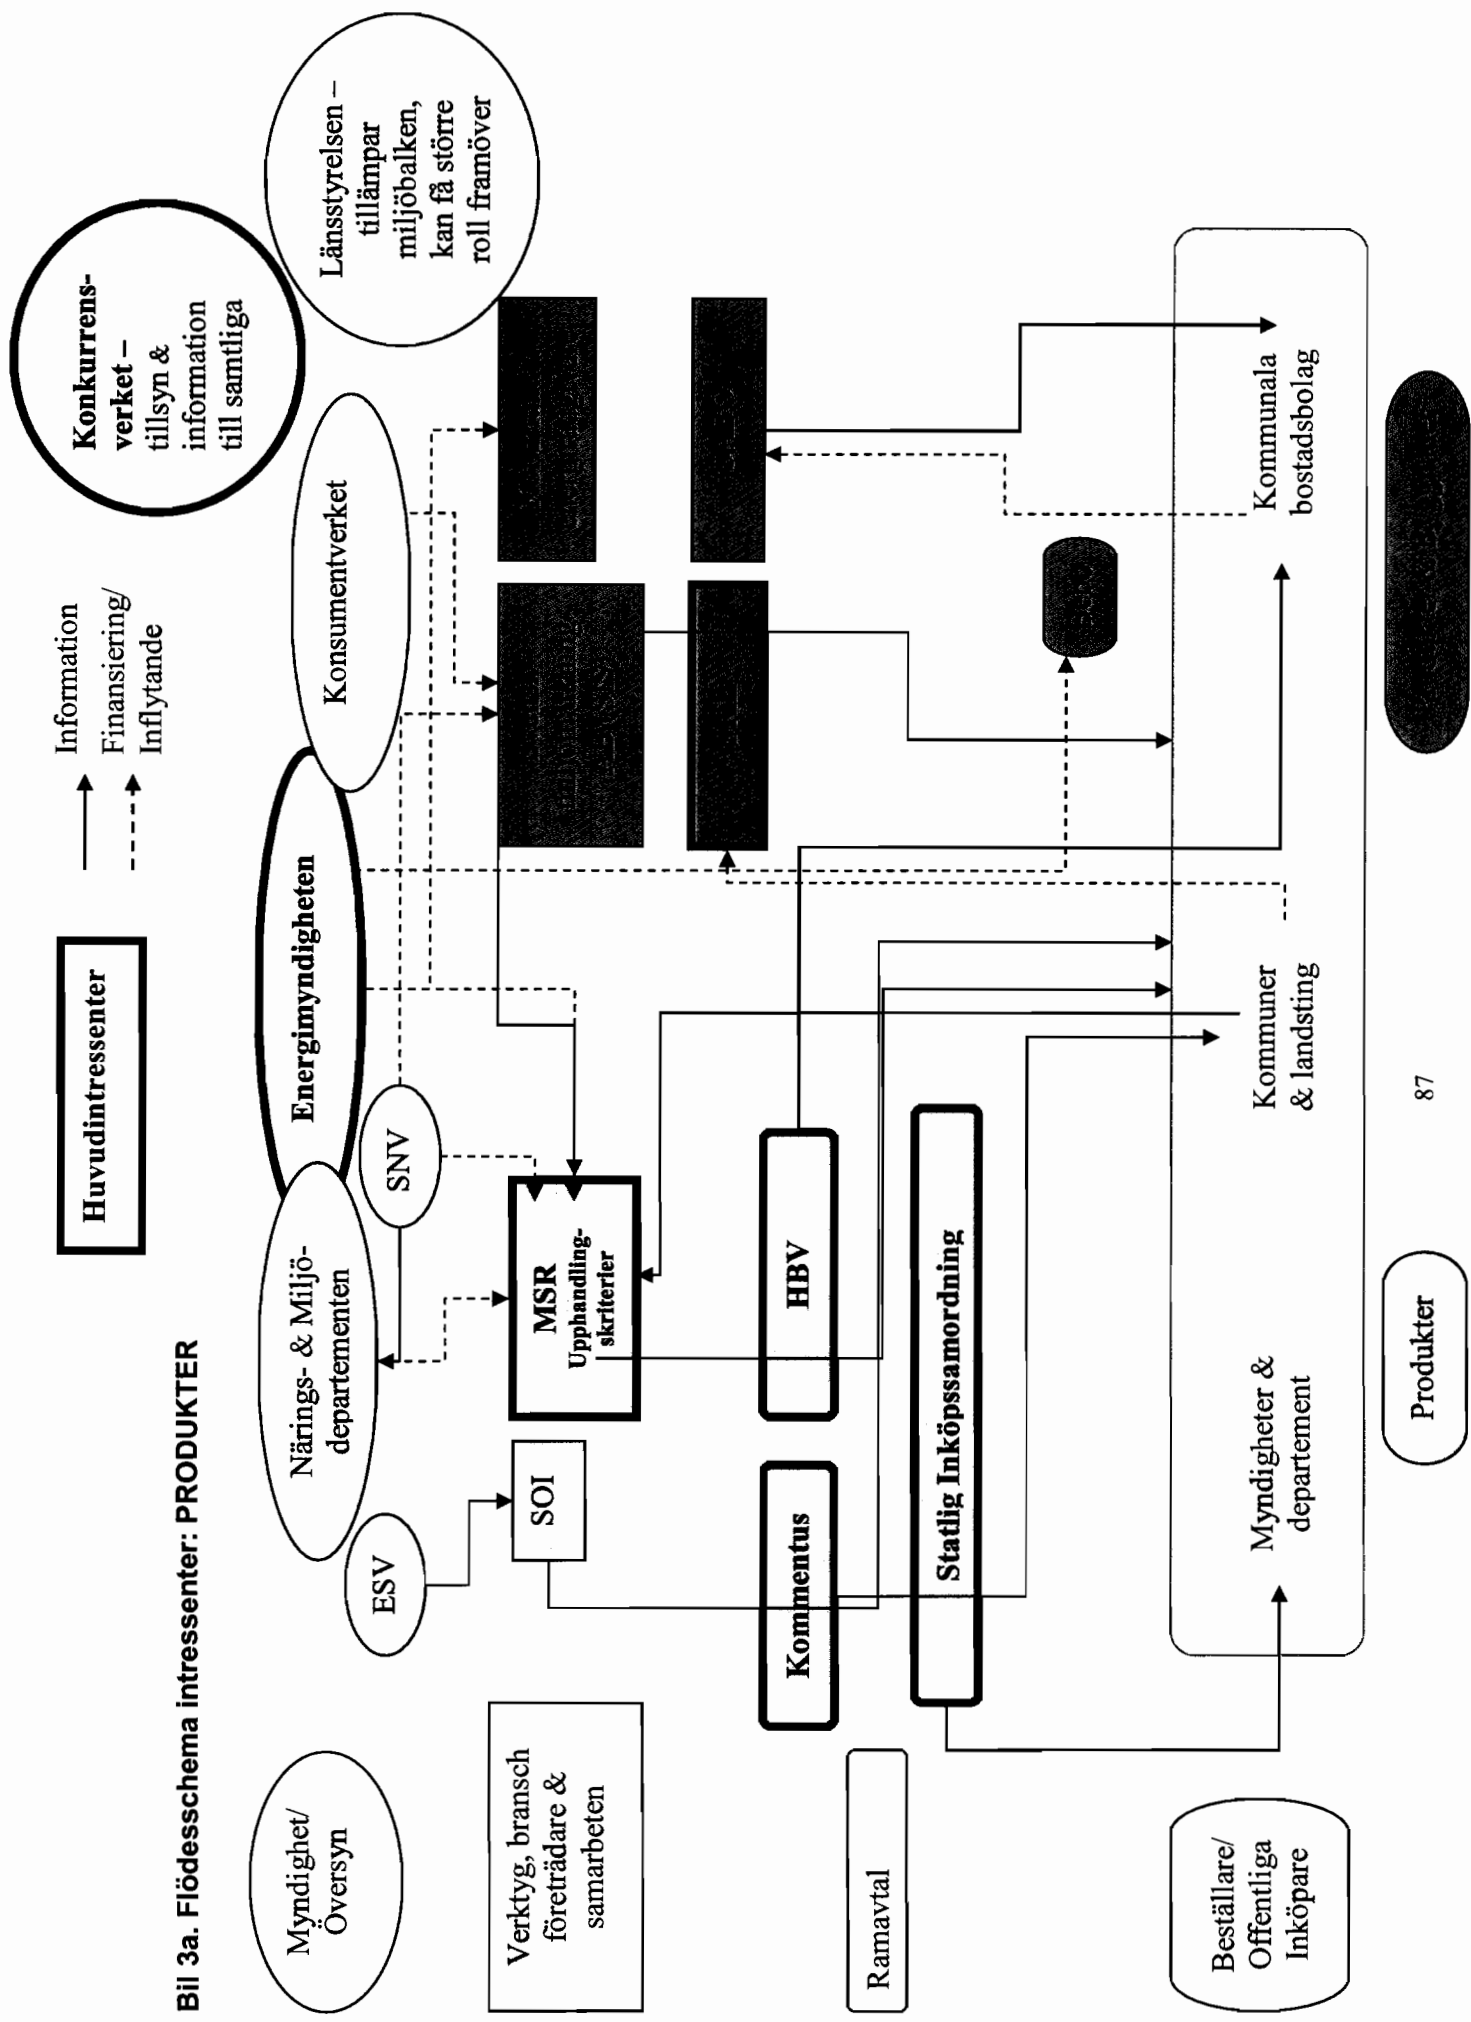 Bil 3a. Flödesschema intressenter: PRODUKTER
Huvudintressenter
Information
Finansiering/
Inflytande
Konkurrens-
verket –
tillsyn &
information
till samtliga
Länsstyrelsen –
tillämpar
miljöbalken,
kan få större
roll framöver
Myndighet/
Översyn
ESV
Närings- & Miljö-
departementen
SNV
Energimyndigheten
Konsumentverket
Verktyg, bransch
företrädare &
samarbeten
SOI
MSR
Upphandling-
skriterier
Ramavtal
Kommentus
HBV
Statlig Inköpssamordning
Beställare/
Offentliga
Inköpare
Myndigheter &
departement
Kommuner
& landsting
Kommunala
bostadsbolag
Produkter
87